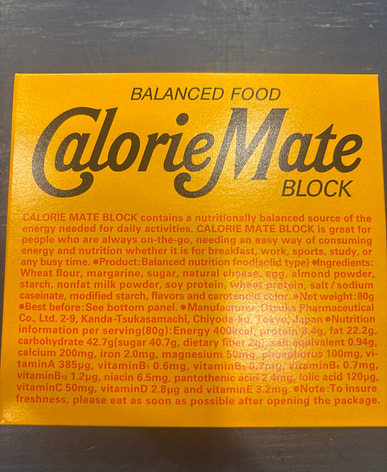 BALANCED FOOD
CalorieMate
BLOCK
CALORIE MATE BLOCK contains a nutritionally balanced source of the
energy needed for daily activities. CALORIE MATE BLOCK is great for
people who are always on-the-go, needing an easy way of consuming
energy and nutrition whether it is for breakfast, work, sports, study, or
any busy time. ●Product:Balanced nutrition food(solid type) ●Ingredients:
Wheat flour, margarine, sugar, natural cheese, egg, almond powder,
starch, nonfat milk powder, soy protein, wheat protein, salt / sodium
caseinate, modified starch, flavors and carotenoid color. ●Net weight:80g
●Best before: See bottom panel. ●Manufacturer: Otsuka Pharmaceutical
Co., Ltd. 2-9, Kanda-Tsukasamachi, Chiyoda-ku, Tokyo, Japan ●Nutrition
information per serving(80g):Energy 400kcal, protein 8.4g, fat 22.2g,
carbohydrate 42.7g(sugar 40.7g, dietary fiber 2g), salt equivalent 0.94g,
calcium 200mg, iron 2.0mg, magnesium 50mg, phosphorus 100mg, vi-
taminA 385μg, vitaminB₁ 0.6mg, vitaminB₂ 0.7mg, vitaminB₆ 0.7mg,
vitaminB₁₂ 1.2μg, niacin 6.5mg, pantothenic acid 2.4mg, folic acid 120μg,
vitaminC 50mg, vitaminD 2.8μg and vitaminE 3.2mg. ●Note:To insure
freshness, please eat as soon as possible after opening the package.